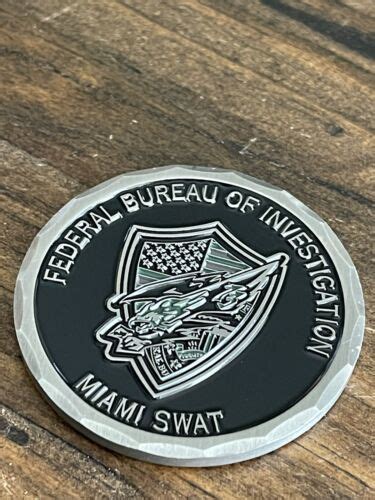 FEDERAL BUREAU OF INVESTIGATION
MIAMI SWAT